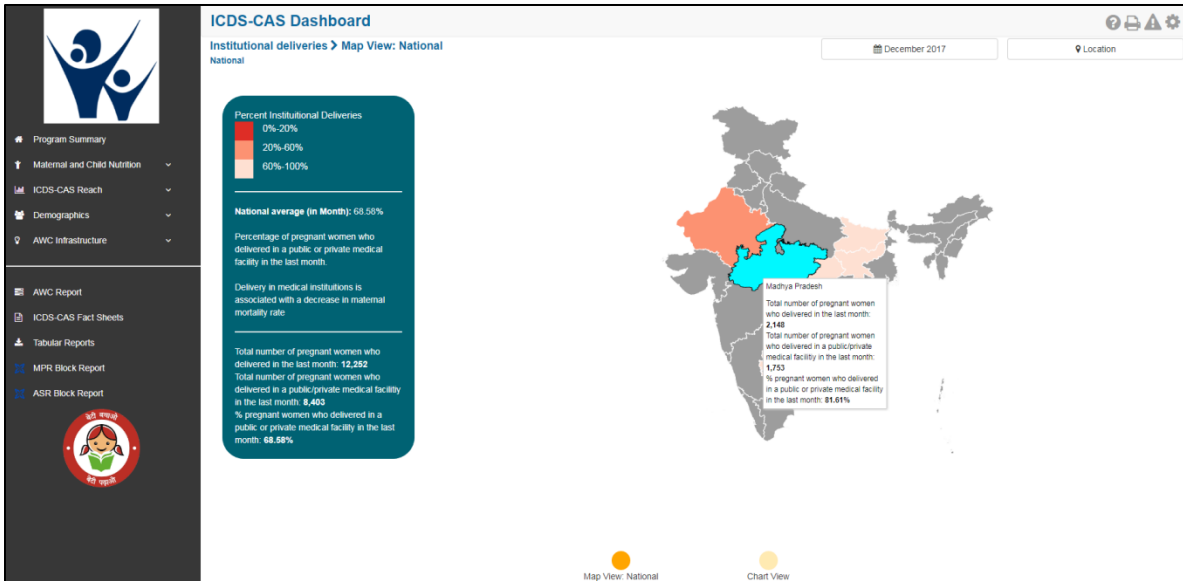 ICDS-CAS Dashboard
Institutional deliveries > Map View: National
National
December 2017
Location
Program Summary
Maternal and Child Nutrition
ICDS-CAS Reach
Demographics
AWC Infrastructure
AWC Report
ICDS-CAS Fact Sheets
Tabular Reports
MPR Block Report
ASR Block Report
बेटी बचाओ
बेटी पढ़ाओ
Percent Instituitional Deliveries
0%-20%
20%-60%
60%-100%
National average (in Month): 68.58%
Percentage of pregnant women who
delivered in a public or private medical
facility in the last month.
Delivery in medical institutions is
associated with a decrease in maternal
mortality rate
Total number of pregnant women who
delivered in the last month: 12,252
Total number of pregnant women who
delivered in a public/private medical facilitiy
in the last month: 8,403
% pregnant women who delivered in a
public or private medical facility in the last
month: 68.58%
Madhya Pradesh
Total number of pregnant women
who delivered in the last month:
2,148
Total number of pregnant women
who delivered in a public/private
medical facility in the last month:
1,753
% pregnant women who delivered
in a public or private medical facility
in the last month: 81.61%
Map View: National
Chart View